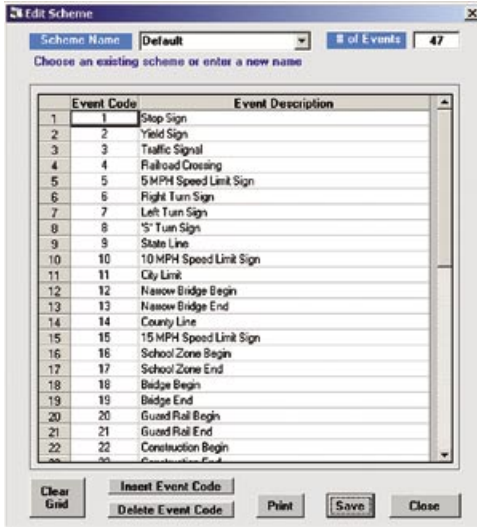 Edit Scheme
Scheme Name Default # of Events 47
Choose an existing scheme or enter a new name
Event Code Event Description
1 1 Stop Sign
2 2 Yield Sign
3 3 Traffic Signal
4 4 Railroad Crossing
5 5 5 MPH Speed Limit Sign
6 6 Right Turn Sign
7 7 Left Turn Sign
8 8 'S' Turn Sign
9 9 State Line
10 10 10 MPH Speed Limit Sign
11 11 City Limit
12 12 Narrow Bridge Begin
13 13 Narrow Bridge End
14 14 County Line
15 15 15 MPH Speed Limit Sign
16 16 School Zone Begin
17 17 School Zone End
18 18 Bridge Begin
19 19 Bridge End
20 20 Guard Rail Begin
21 21 Guard Rail End
22 22 Construction Begin
Clear Grid
Insert Event Code
Delete Event Code
Print Save Close